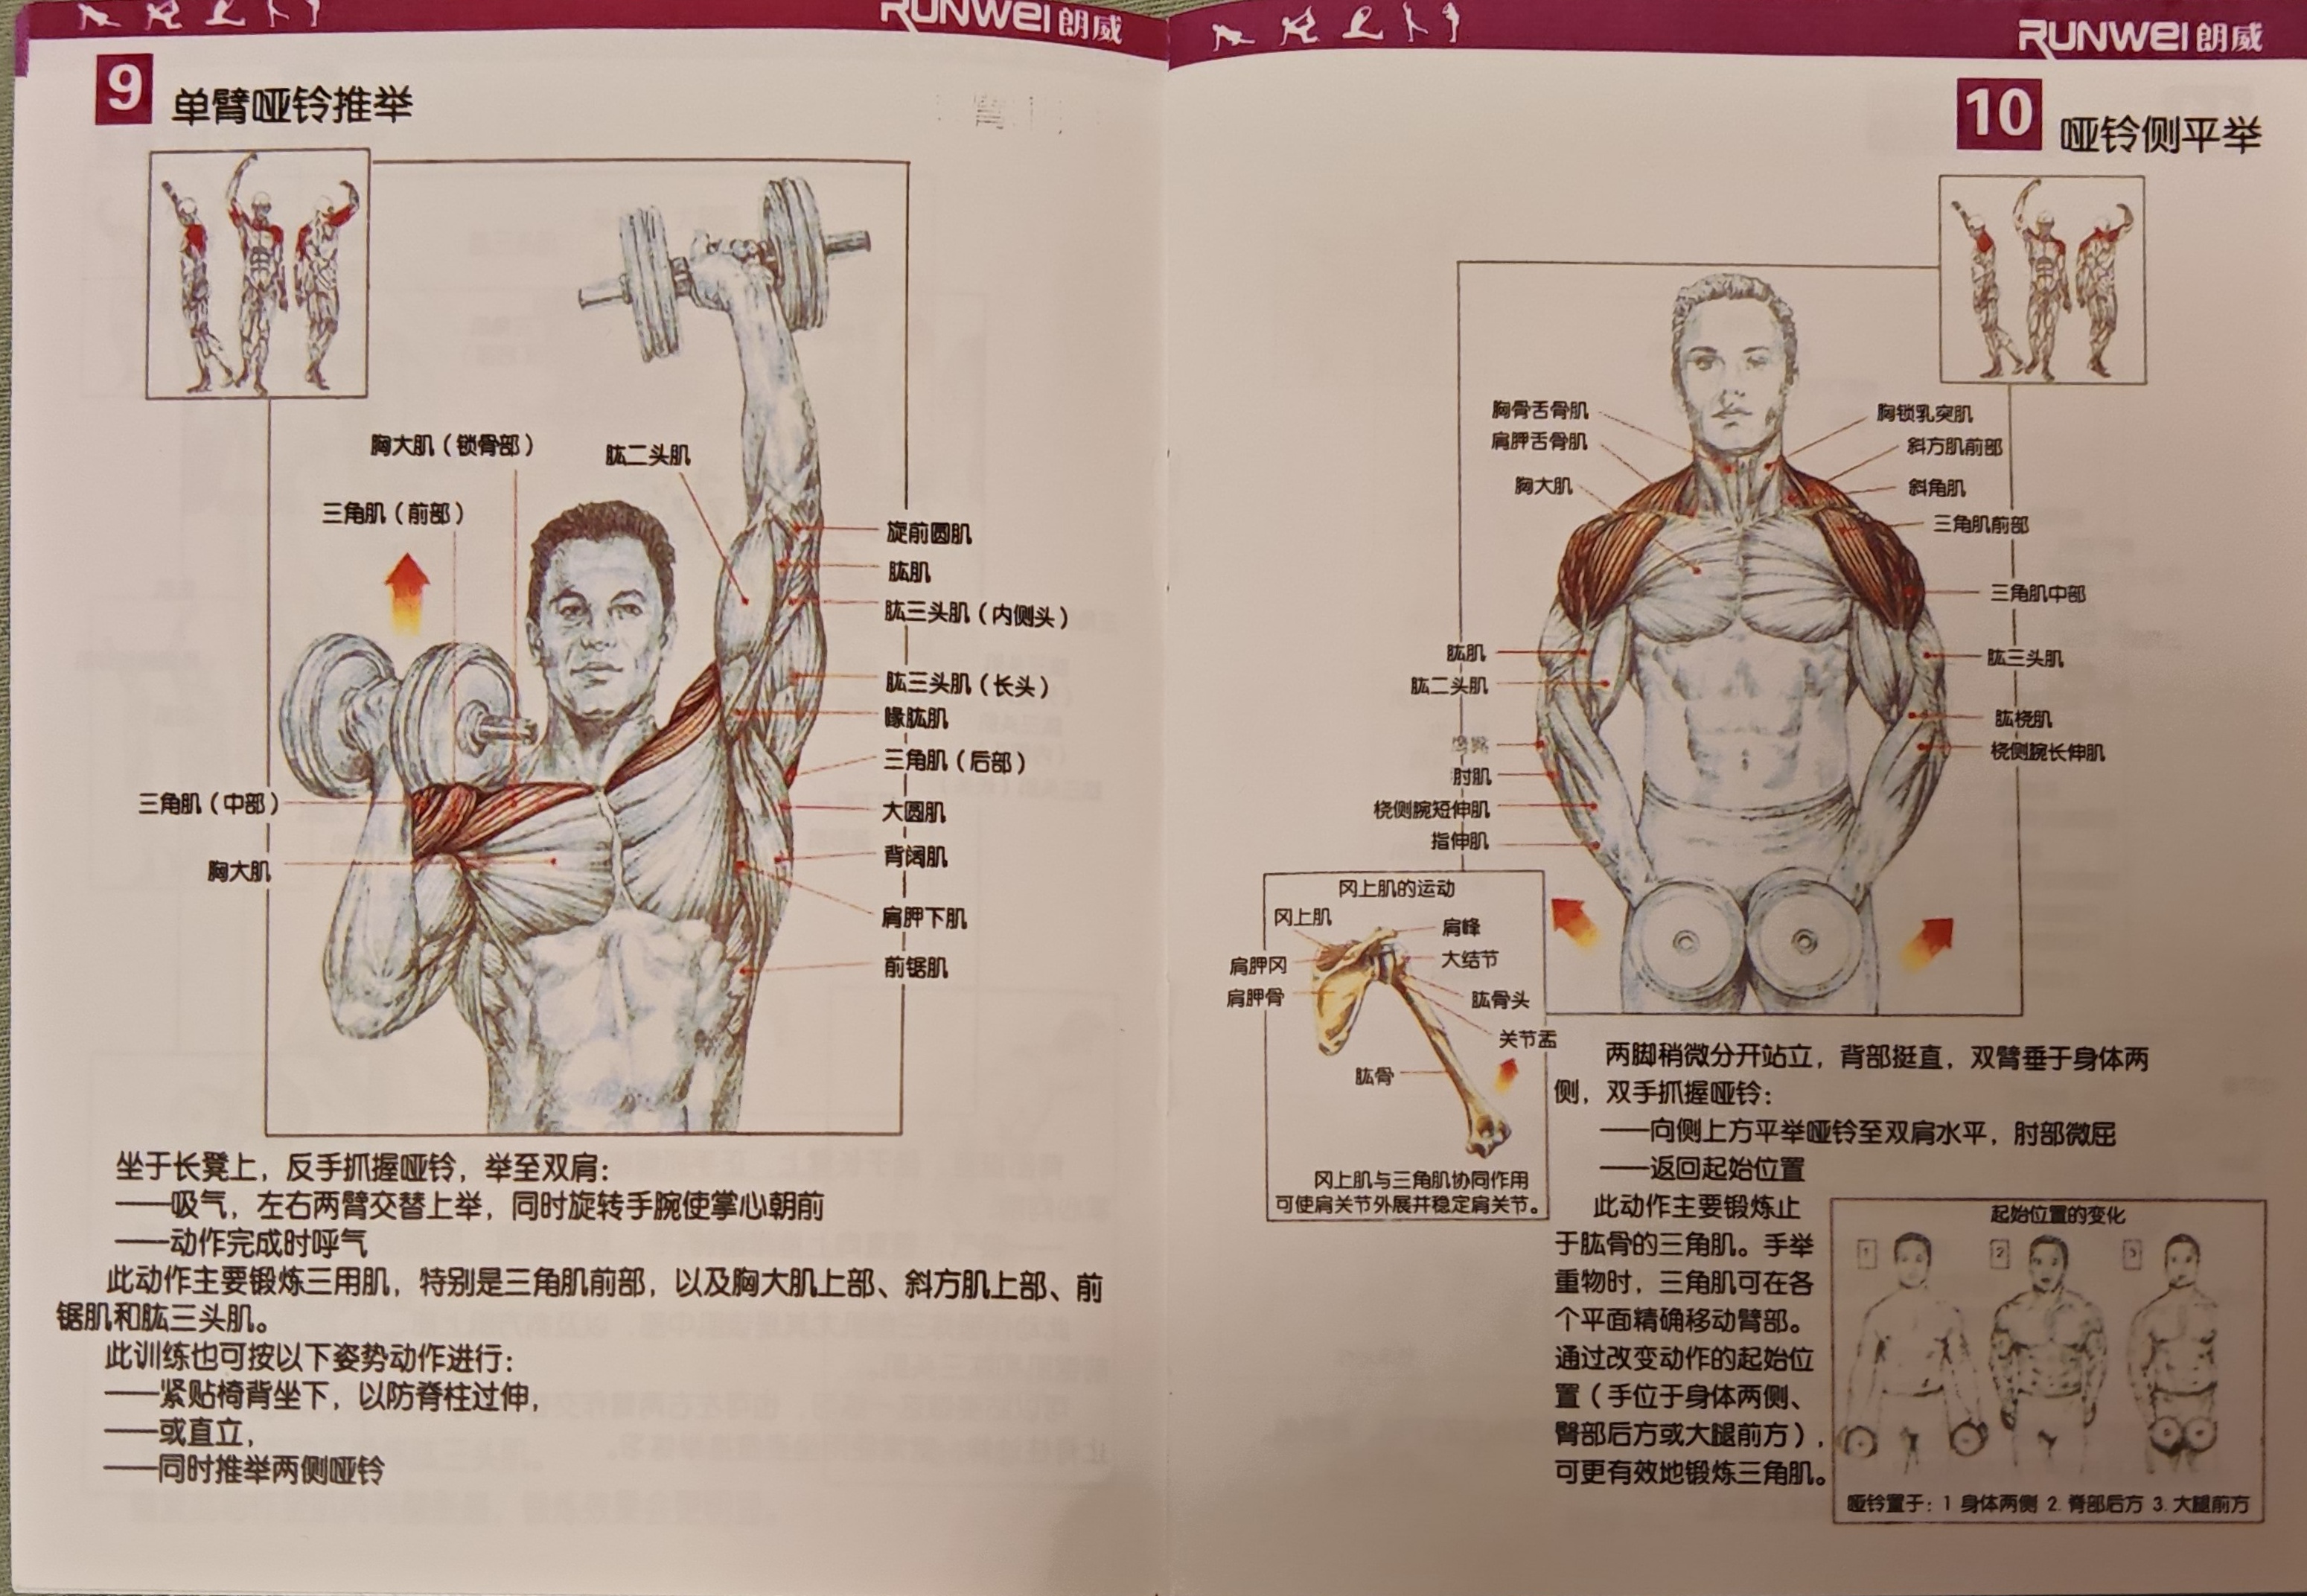 RUNWEI朗威
9
单臂哑铃推举
胸大肌（锁骨部）
肱二头肌
三角肌（前部）
旋前圆肌
肱肌
肱三头肌（内侧头）
肱三头肌（长头）
喙肱肌
三角肌（后部）
三角肌（中部）
大圆肌
背阔肌
胸大肌
肩胛下肌
前锯肌
坐于长凳上，反手抓握哑铃，举至双肩：
——吸气，左右两臂交替上举，同时旋转手腕使掌心朝前
——动作完成时呼气
此动作主要锻炼三用肌，特别是三角肌前部，以及胸大肌上部、斜方肌上部、前
锯肌和肱三头肌。
此训练也可按以下姿势动作进行：
——紧贴椅背坐下，以防脊柱过伸，
——或直立，
——同时推举两侧哑铃
RUNWEI朗威
10
哑铃侧平举
胸骨舌骨肌
肩胛舌骨肌
胸大肌
胸锁乳突肌
斜方肌前部
斜角肌
三角肌前部
三角肌中部
肱肌
肱二头肌
肱三头肌
肱桡肌
桡侧腕长伸肌
肘肌
桡侧腕短伸肌
指伸肌
冈上肌的运动
冈上肌
肩峰
肩胛冈
大结节
肩胛骨
肱骨头
关节盂
肱骨
冈上肌与三角肌协同作用
可使肩关节外展并稳定肩关节。
两脚稍微分开站立，背部挺直，双臂垂于身体两
侧，双手抓握哑铃：
——向侧上方平举哑铃至双肩水平，肘部微屈
——返回起始位置
此动作主要锻炼止
于肱骨的三角肌。手举
重物时，三角肌可在各
个平面精确移动臂部。
通过改变动作的起始位
置（手位于身体两侧、
臀部后方或大腿前方），
可更有效地锻炼三角肌。
起始位置的变化
1
2
3
哑铃置于：1 身体两侧 2. 臀部后方 3. 大腿前方